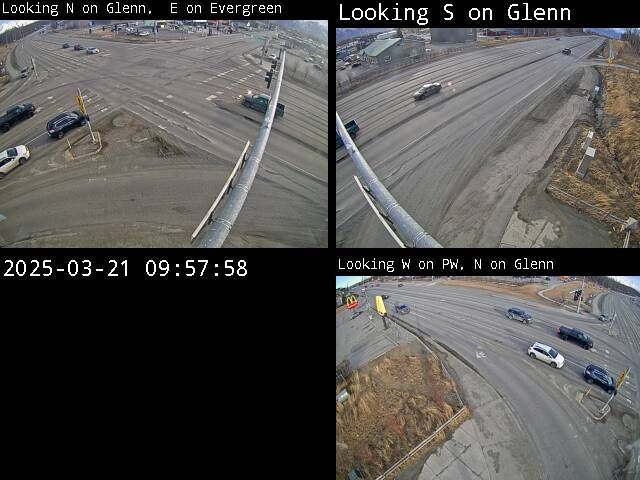 Looking N on Glenn,  E on Evergreen
Looking S on Glenn
2025-03-21 09:57:58
Looking W on PW, N on Glenn